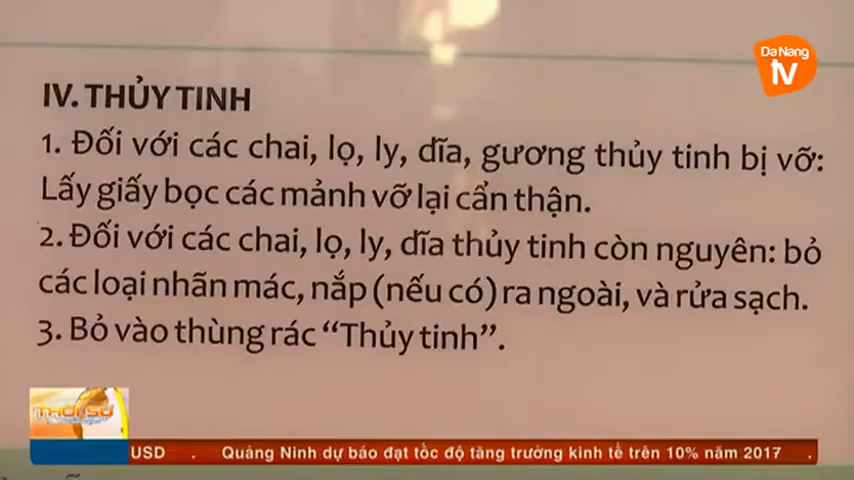 Da Nang
TV
IV. THỦY TINH
1. Đối với các chai, lọ, ly, dĩa, gương thủy tinh bị vỡ:
Lấy giấy bọc các mảnh vỡ lại cẩn thận.
2. Đối với các chai, lọ, ly, dĩa thủy tinh còn nguyên: bỏ
các loại nhãn mác, nắp (nếu có) ra ngoài, và rửa sạch.
3. Bỏ vào thùng rác “Thủy tinh”.
THỜI SỰ
USD . Quảng Ninh dự báo đạt tốc độ tăng trưởng kinh tế trên 10% năm 2017 .